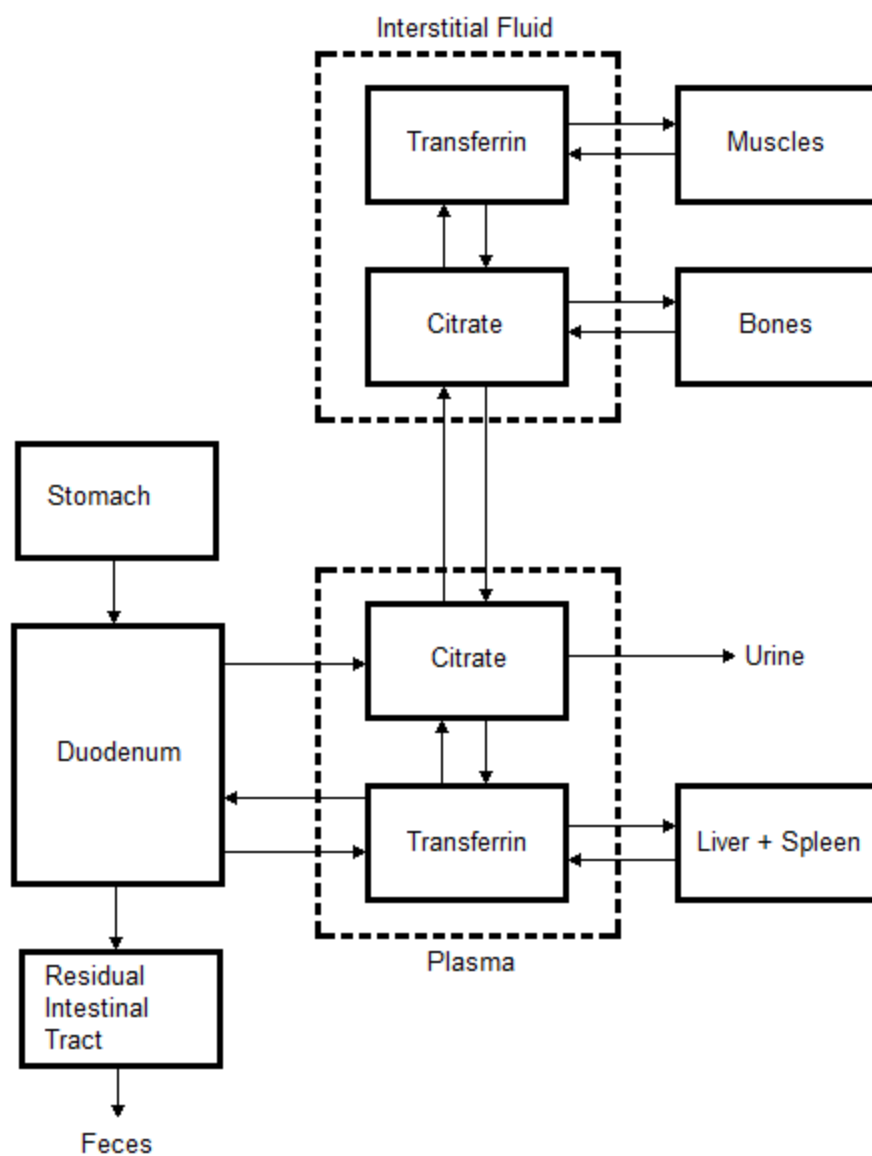 Interstitial Fluid
Transferrin
Muscles
Citrate
Bones
Stomach
Citrate
Urine
Duodenum
Transferrin
Liver + Spleen
Plasma
Residual
Intestinal
Tract
Feces